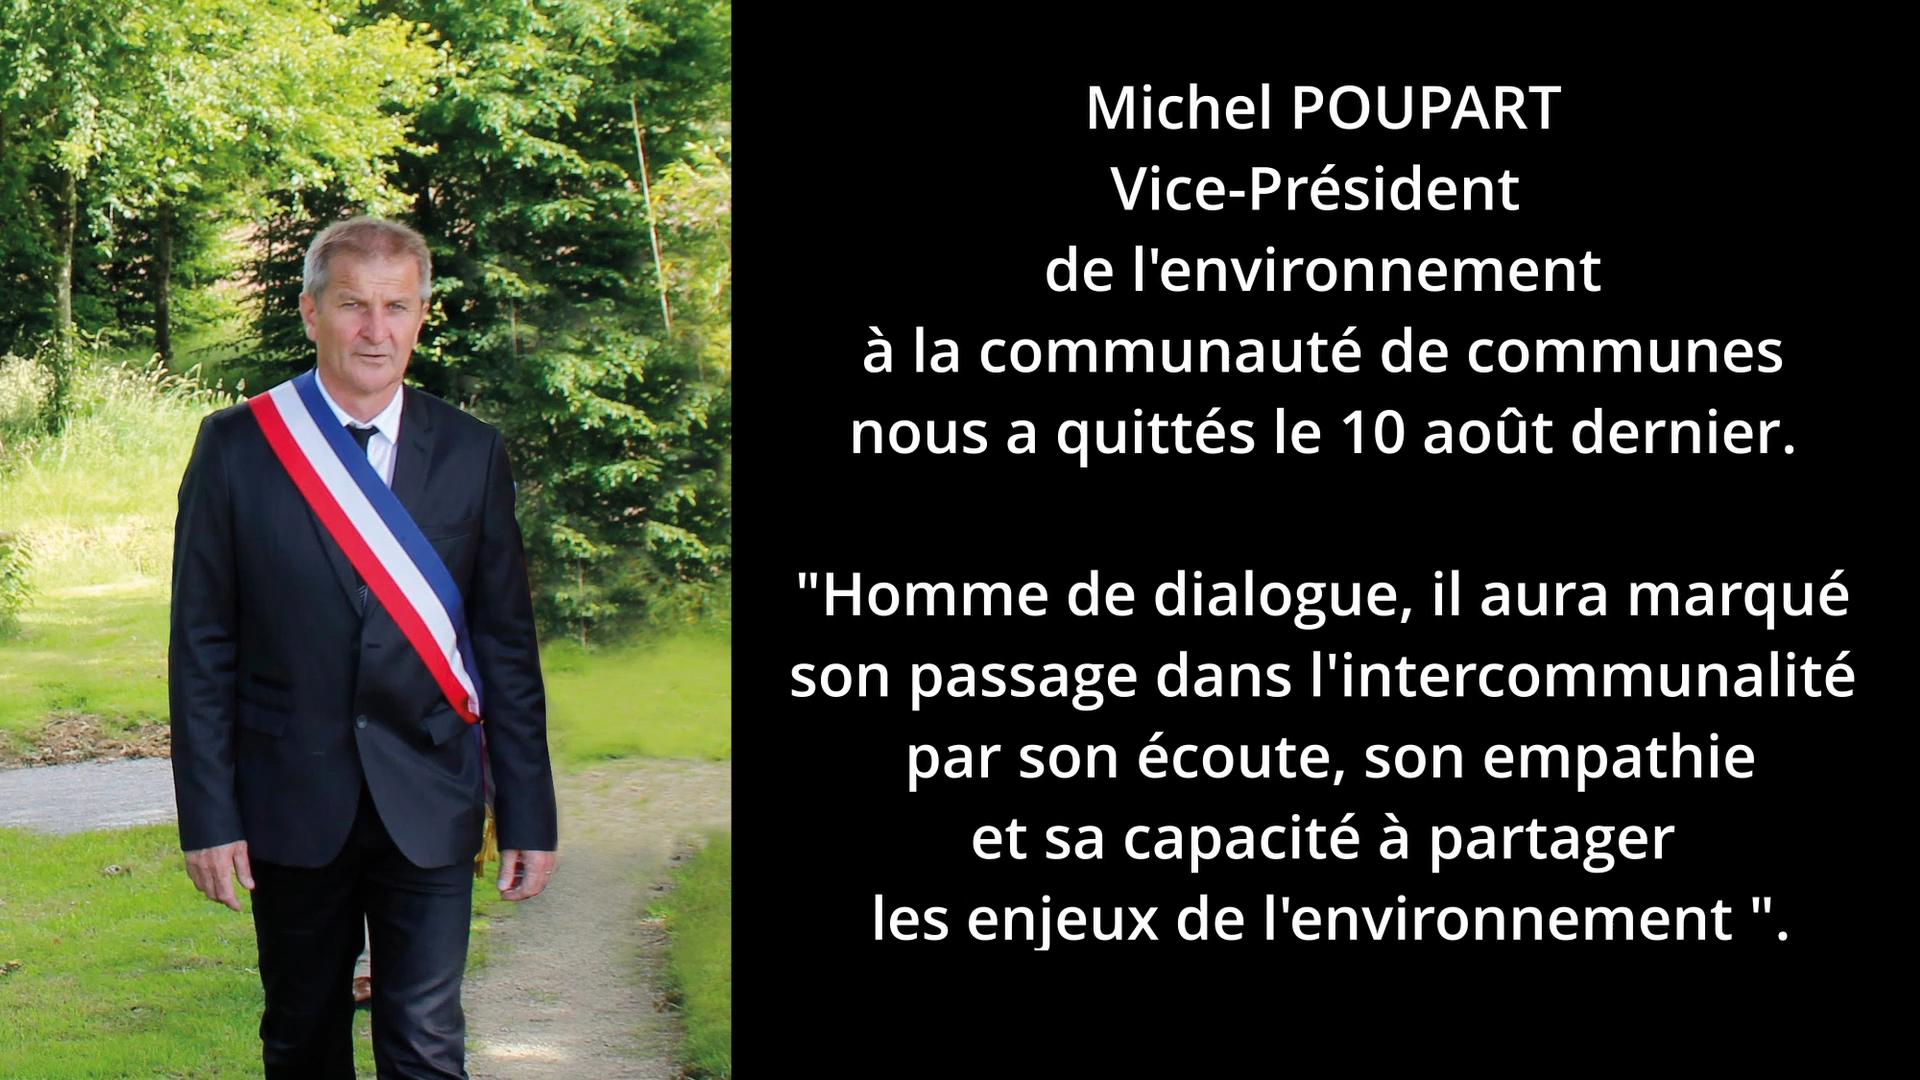 Michel POUPART
Vice-Président
de l'environnement
à la communauté de communes
nous a quittés le 10 août dernier.
"Homme de dialogue, il aura marqué
son passage dans l'intercommunalité
par son écoute, son empathie
et sa capacité à partager
les enjeux de l'environnement ".